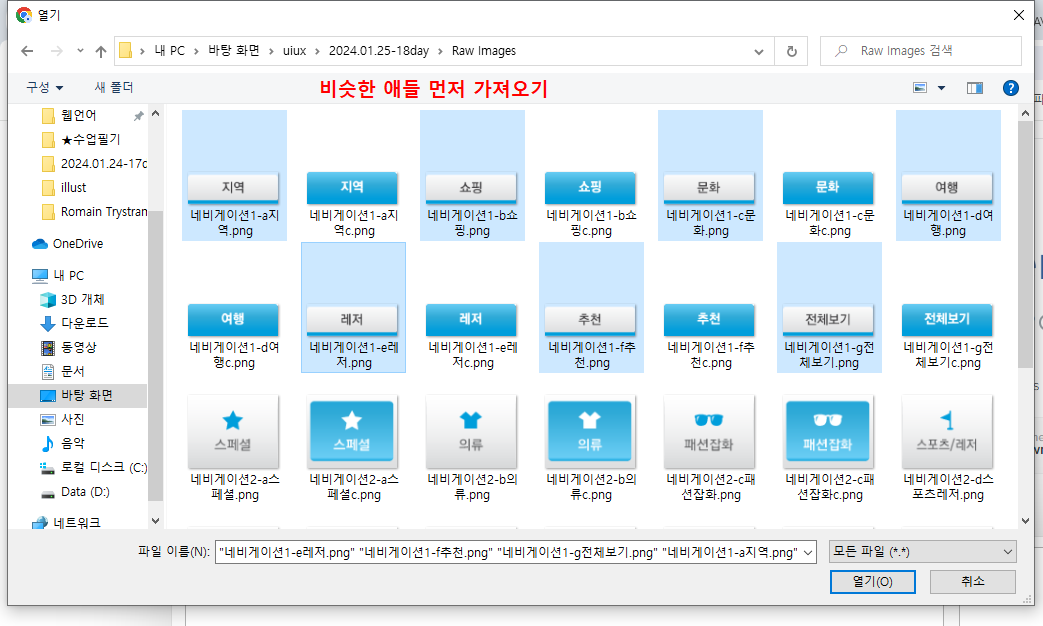 열기
내 PC > 바탕 화면 > uiux > 2024.01.25-18day > Raw Images
Raw Images 검색
구성
새 폴더
비슷한 애들 먼저 가져오기
웹언어
★수업필기
2024.01.24-17d
illust
Romain Trystran
OneDrive
내 PC
3D 개체
다운로드
동영상
문서
바탕 화면
사진
음악
로컬 디스크 (C:)
Data (D:)
네트워크
지역
네비게이션1-a지
역.png
지역
네비게이션1-a지
역c.png
쇼핑
네비게이션1-b쇼
핑.png
쇼핑
네비게이션1-b쇼
핑c.png
문화
네비게이션1-c문
화.png
문화
네비게이션1-c문
화c.png
여행
네비게이션1-d여
행.png
여행
네비게이션1-d여
행c.png
레저
네비게이션1-e레
저.png
레저
네비게이션1-e레
저c.png
추천
네비게이션1-f추
천.png
추천
네비게이션1-f추
천c.png
전체보기
네비게이션1-g전
체보기.png
전체보기
네비게이션1-g전
체보기c.png
스페셜
네비게이션2-a스
페셜.png
스페셜
네비게이션2-a스
페셜c.png
의류
네비게이션2-b의
류.png
의류
네비게이션2-b의
류c.png
패션잡화
네비게이션2-c패
션잡화.png
패션잡화
네비게이션2-c패
션잡화c.png
스포츠/레저
네비게이션2-d스
포츠레저.png
파일 이름(N):
"네비게이션1-e레저.png" "네비게이션1-f추천.png" "네비게이션1-g전체보기.png" "네비게이션1-a지역.png"
모든 파일 (*.*)
열기(O)
취소